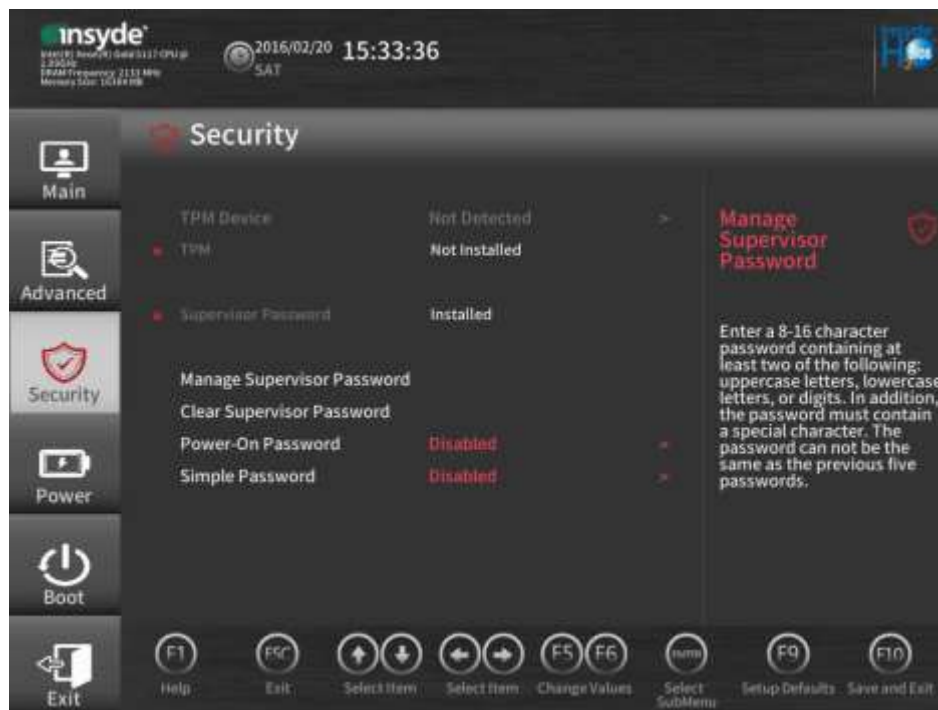 insyde
2016/02/20 15:33:36
SAT
Security
Main
TPM Device Not Detected >
TPM Not Installed
Manage
Supervisor
Password
Advanced
Supervisor Password Installed
Enter a 8-16 character
password containing at
least two of the following:
uppercase letters, lowercase
letters, or digits. In addition,
the password must contain
a special character. The
password can not be the
same as the previous five
passwords.
Security
Manage Supervisor Password
Clear Supervisor Password
Power-On Password Disabled
Simple Password Disabled
Power
Boot
F1 ESC F5 F6 F9 F10
Help Exit Select Item Select Item Change Values Select Setup Defaults Save and Exit
SubMenu
Exit